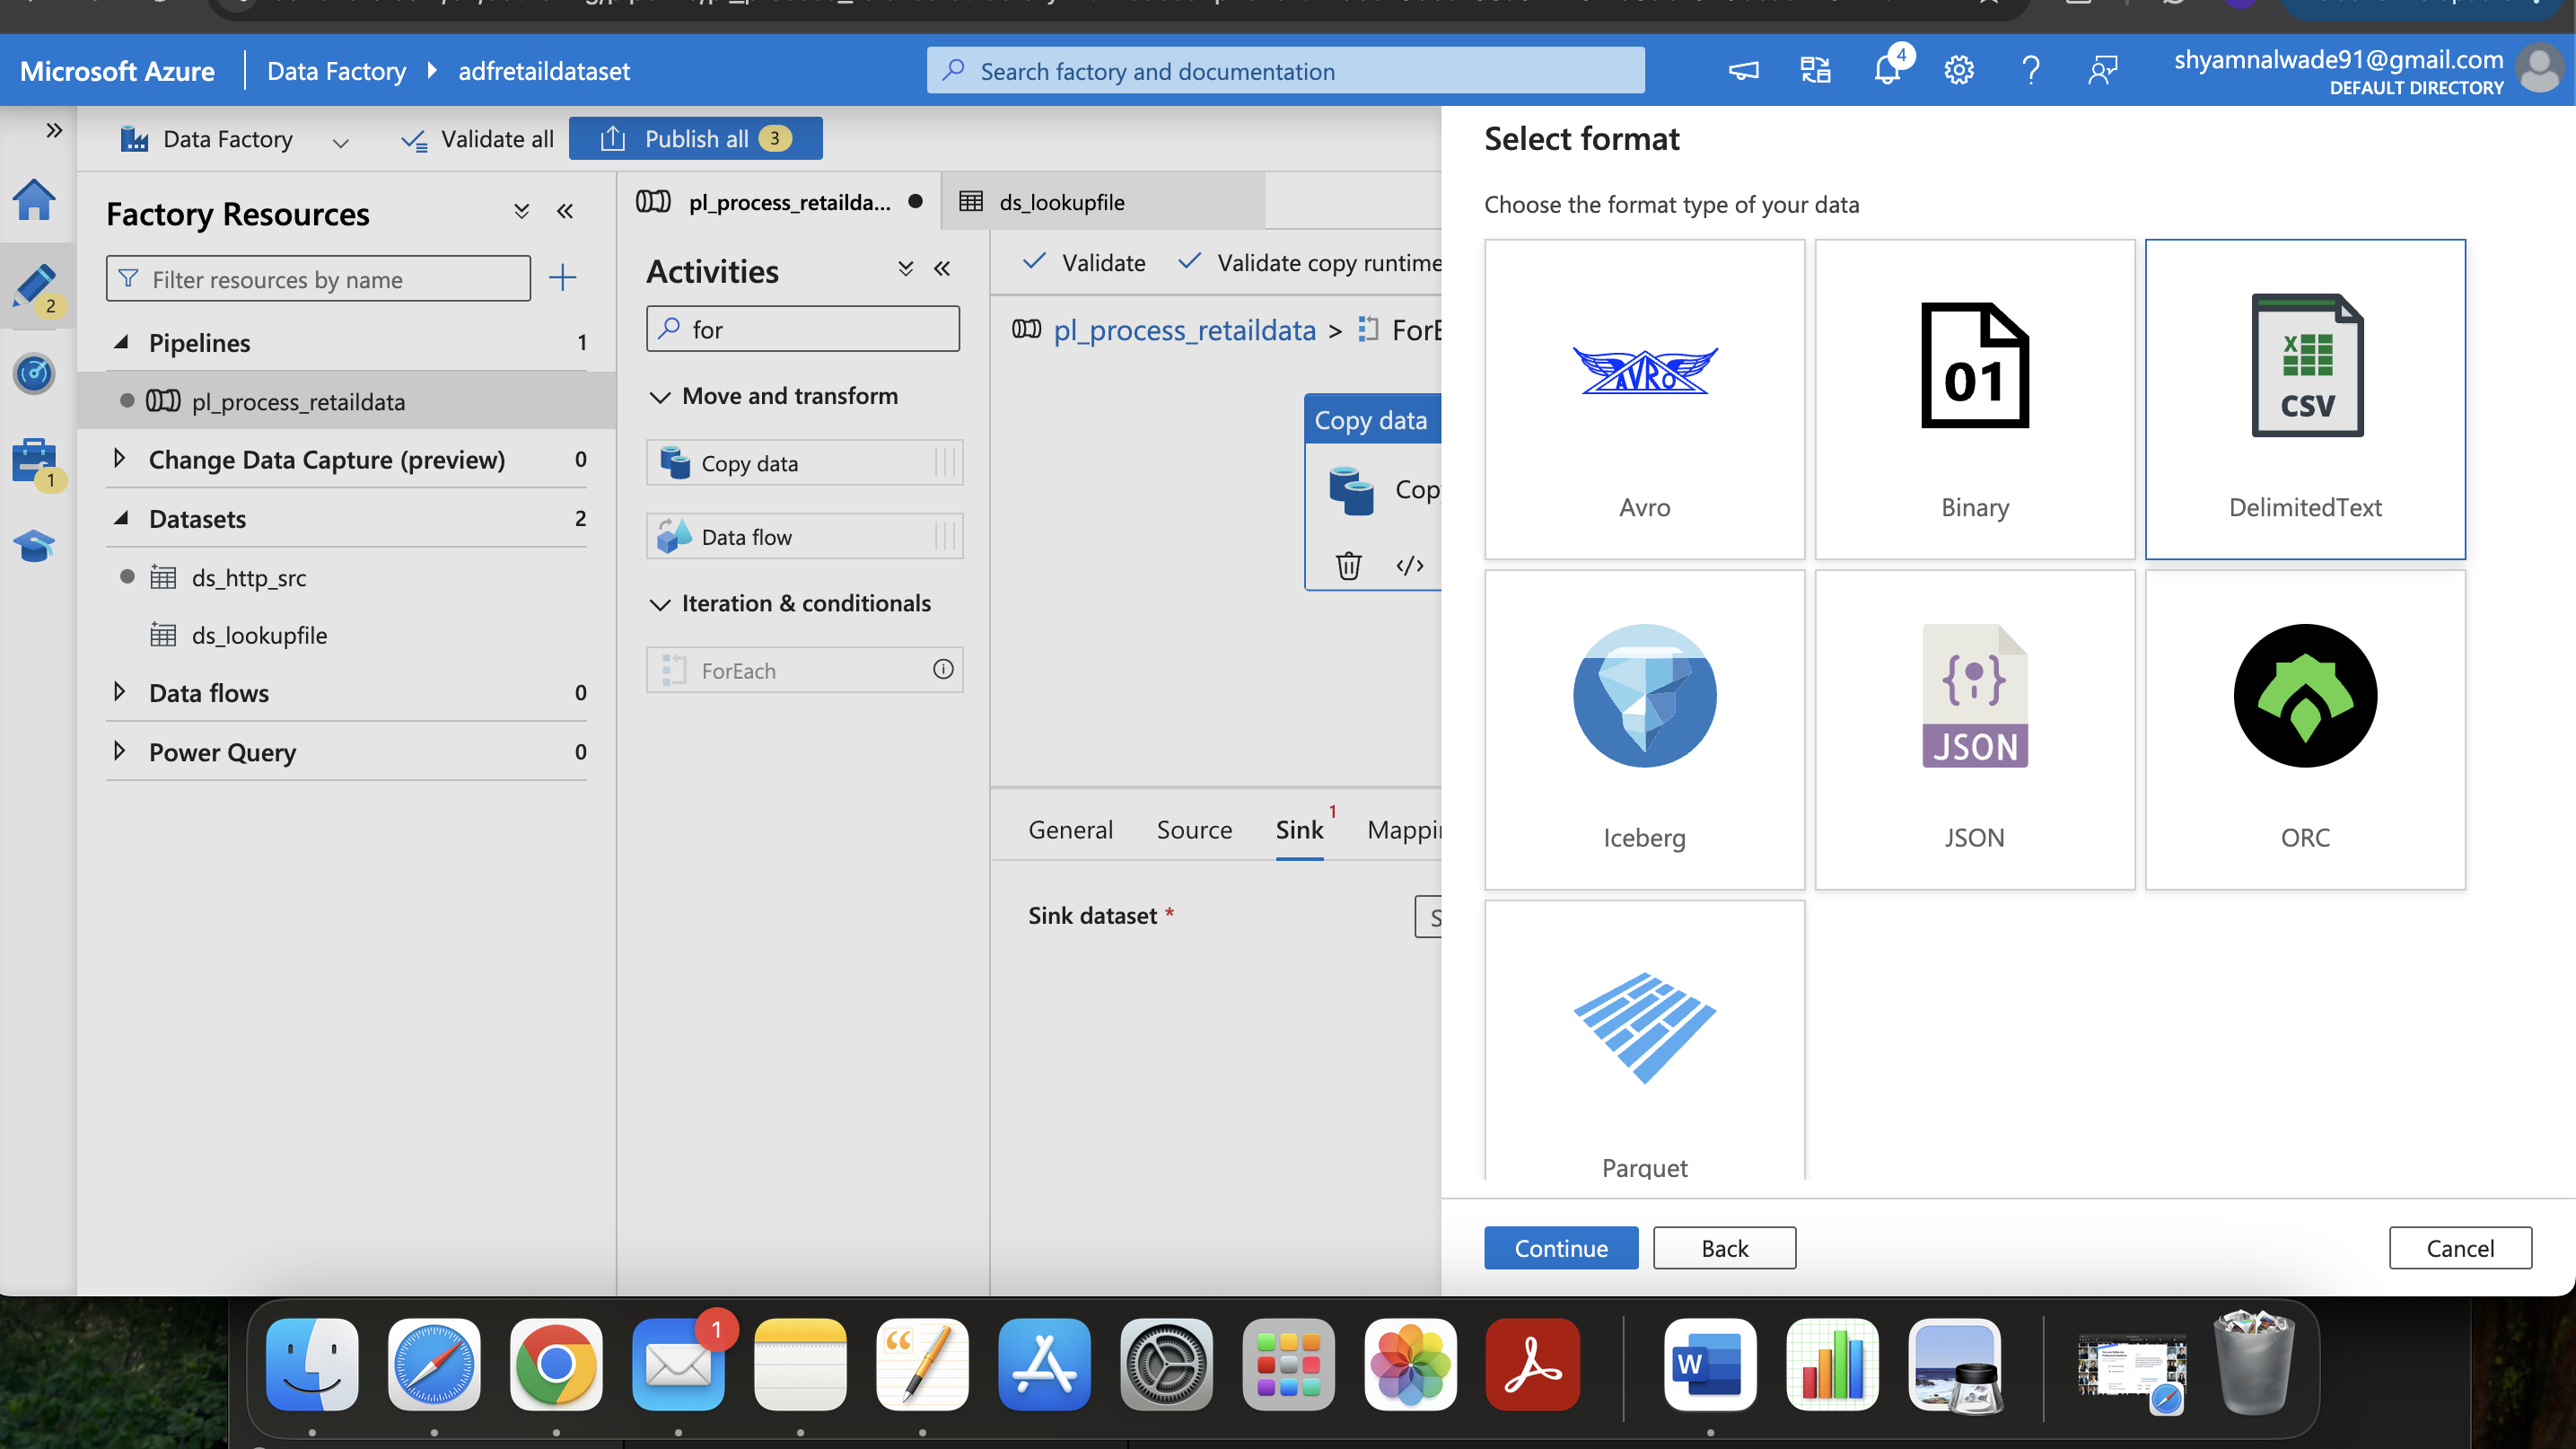 Microsoft Azure
Data Factory
adfretaildataset
Search factory and documentation
4
shyamnalwade91@gmail.com
DEFAULT DIRECTORY
Data Factory
Validate all
Publish all
3
2
1
Factory Resources
Filter resources by name
Pipelines
1
pl_process_retaildata
Change Data Capture (preview)
0
Datasets
2
ds_http_src
ds_lookupfile
Data flows
0
Power Query
0
pl_process_retailda...
ds_lookupfile
Activities
for
Move and transform
Copy data
Data flow
Iteration & conditionals
ForEach
Validate
Validate copy runtime
pl_process_retaildata > ForE
Copy data
Cop
General
Source
Sink
1
Mappin
Sink dataset *
S
Select format
Choose the format type of your data
AVRO
Avro
01
Binary
X
CSV
DelimitedText
Iceberg
JSON
JSON
ORC
Parquet
Continue
Back
Cancel
1
W